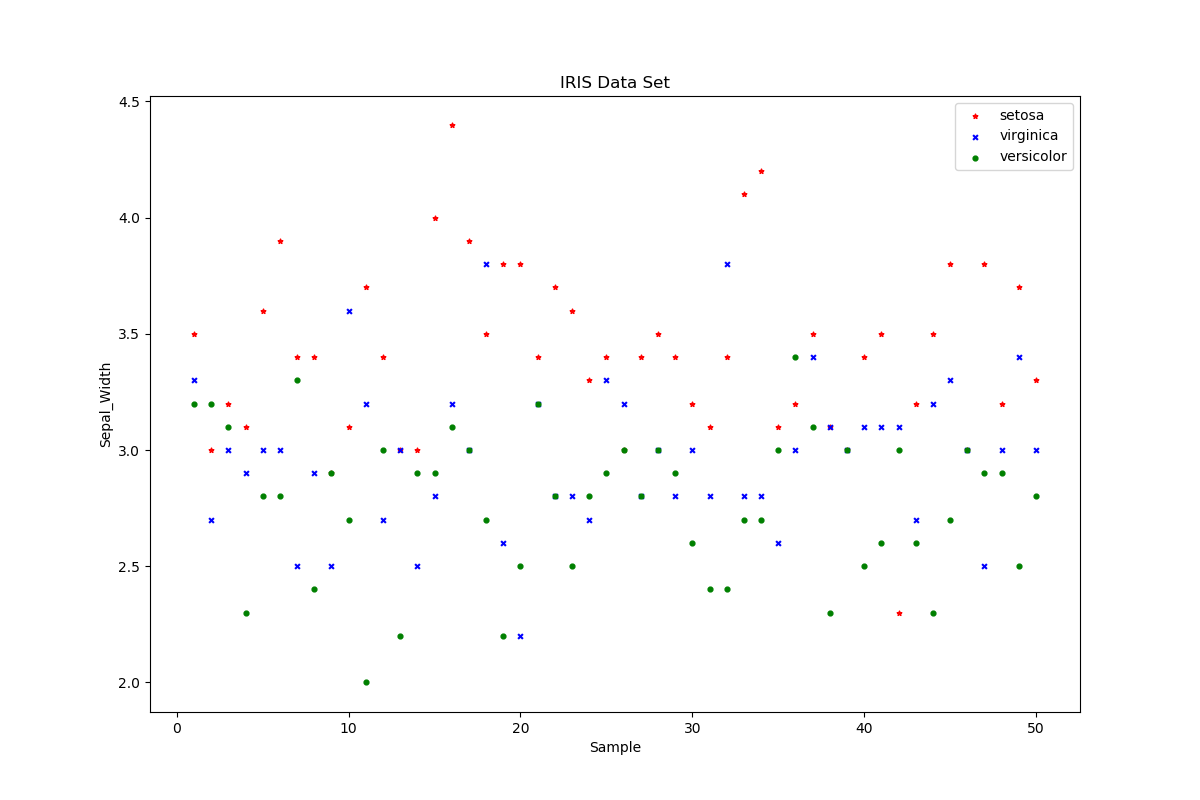 IRIS Data Set
setosa
virginica
versicolor
4.5
4.0
3.5
3.0
2.5
2.0
Sepal_Width
0 10 20 30 40 50
Sample